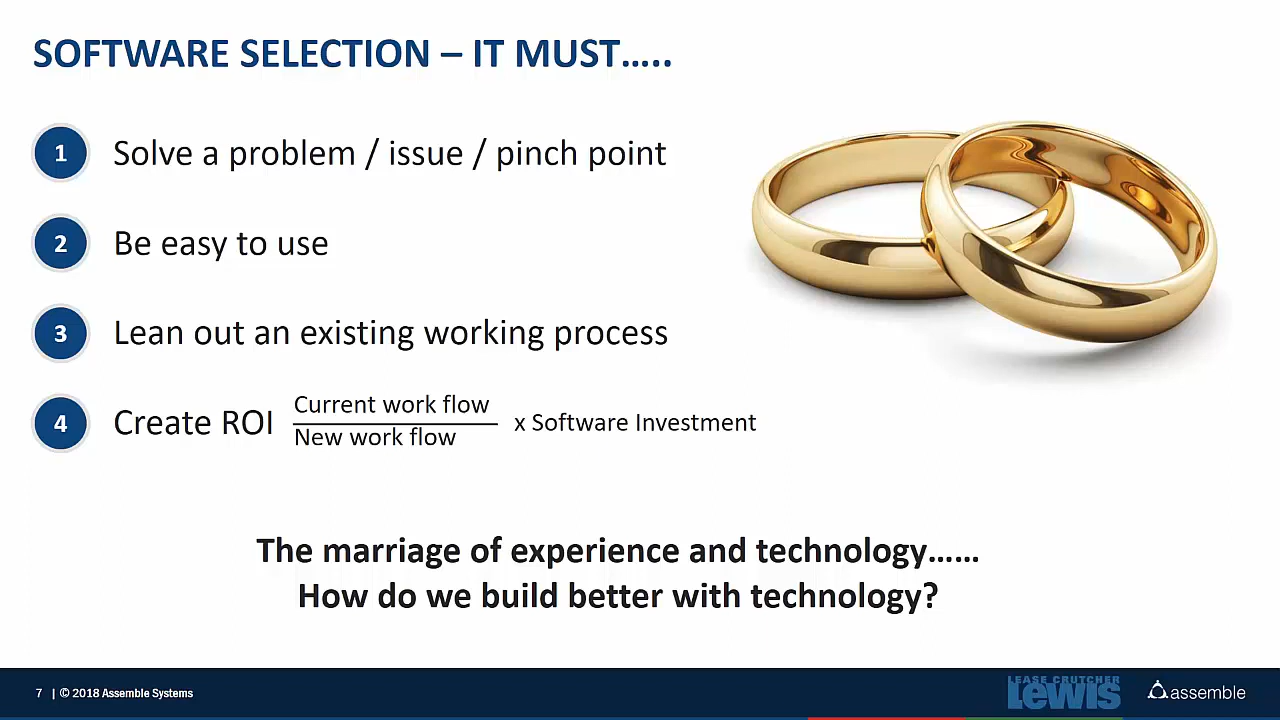 SOFTWARE SELECTION – IT MUST…..
1 Solve a problem / issue / pinch point
2 Be easy to use
3 Lean out an existing working process
4 Create ROI
Current work flow
New work flow
x Software Investment
The marriage of experience and technology……
How do we build better with technology?
7 | © 2018 Assemble Systems
LEASE CRUTCHER
Lewis
assemble